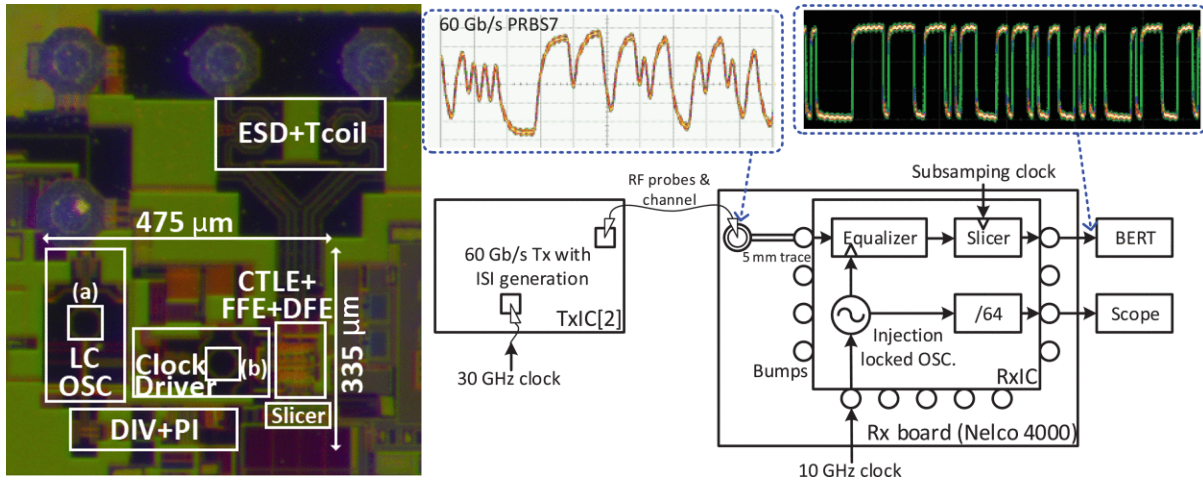 ESD+Tcoil
475 μm
(a)
LC
OSC
CTLE+
FFE+DFE
Clock
Driver
(b)
335 μm
Slicer
DIV+PI
60 Gb/s PRBS7
RF probes &
channel
60 Gb/s Tx with
ISI generation
TxIC[2]
30 GHz clock
Subsamping clock
Equalizer
Slicer
BERT
5 mm trace
/64
Scope
Injection
locked OSC.
Bumps
RxIC
Rx board (Nelco 4000)
10 GHz clock